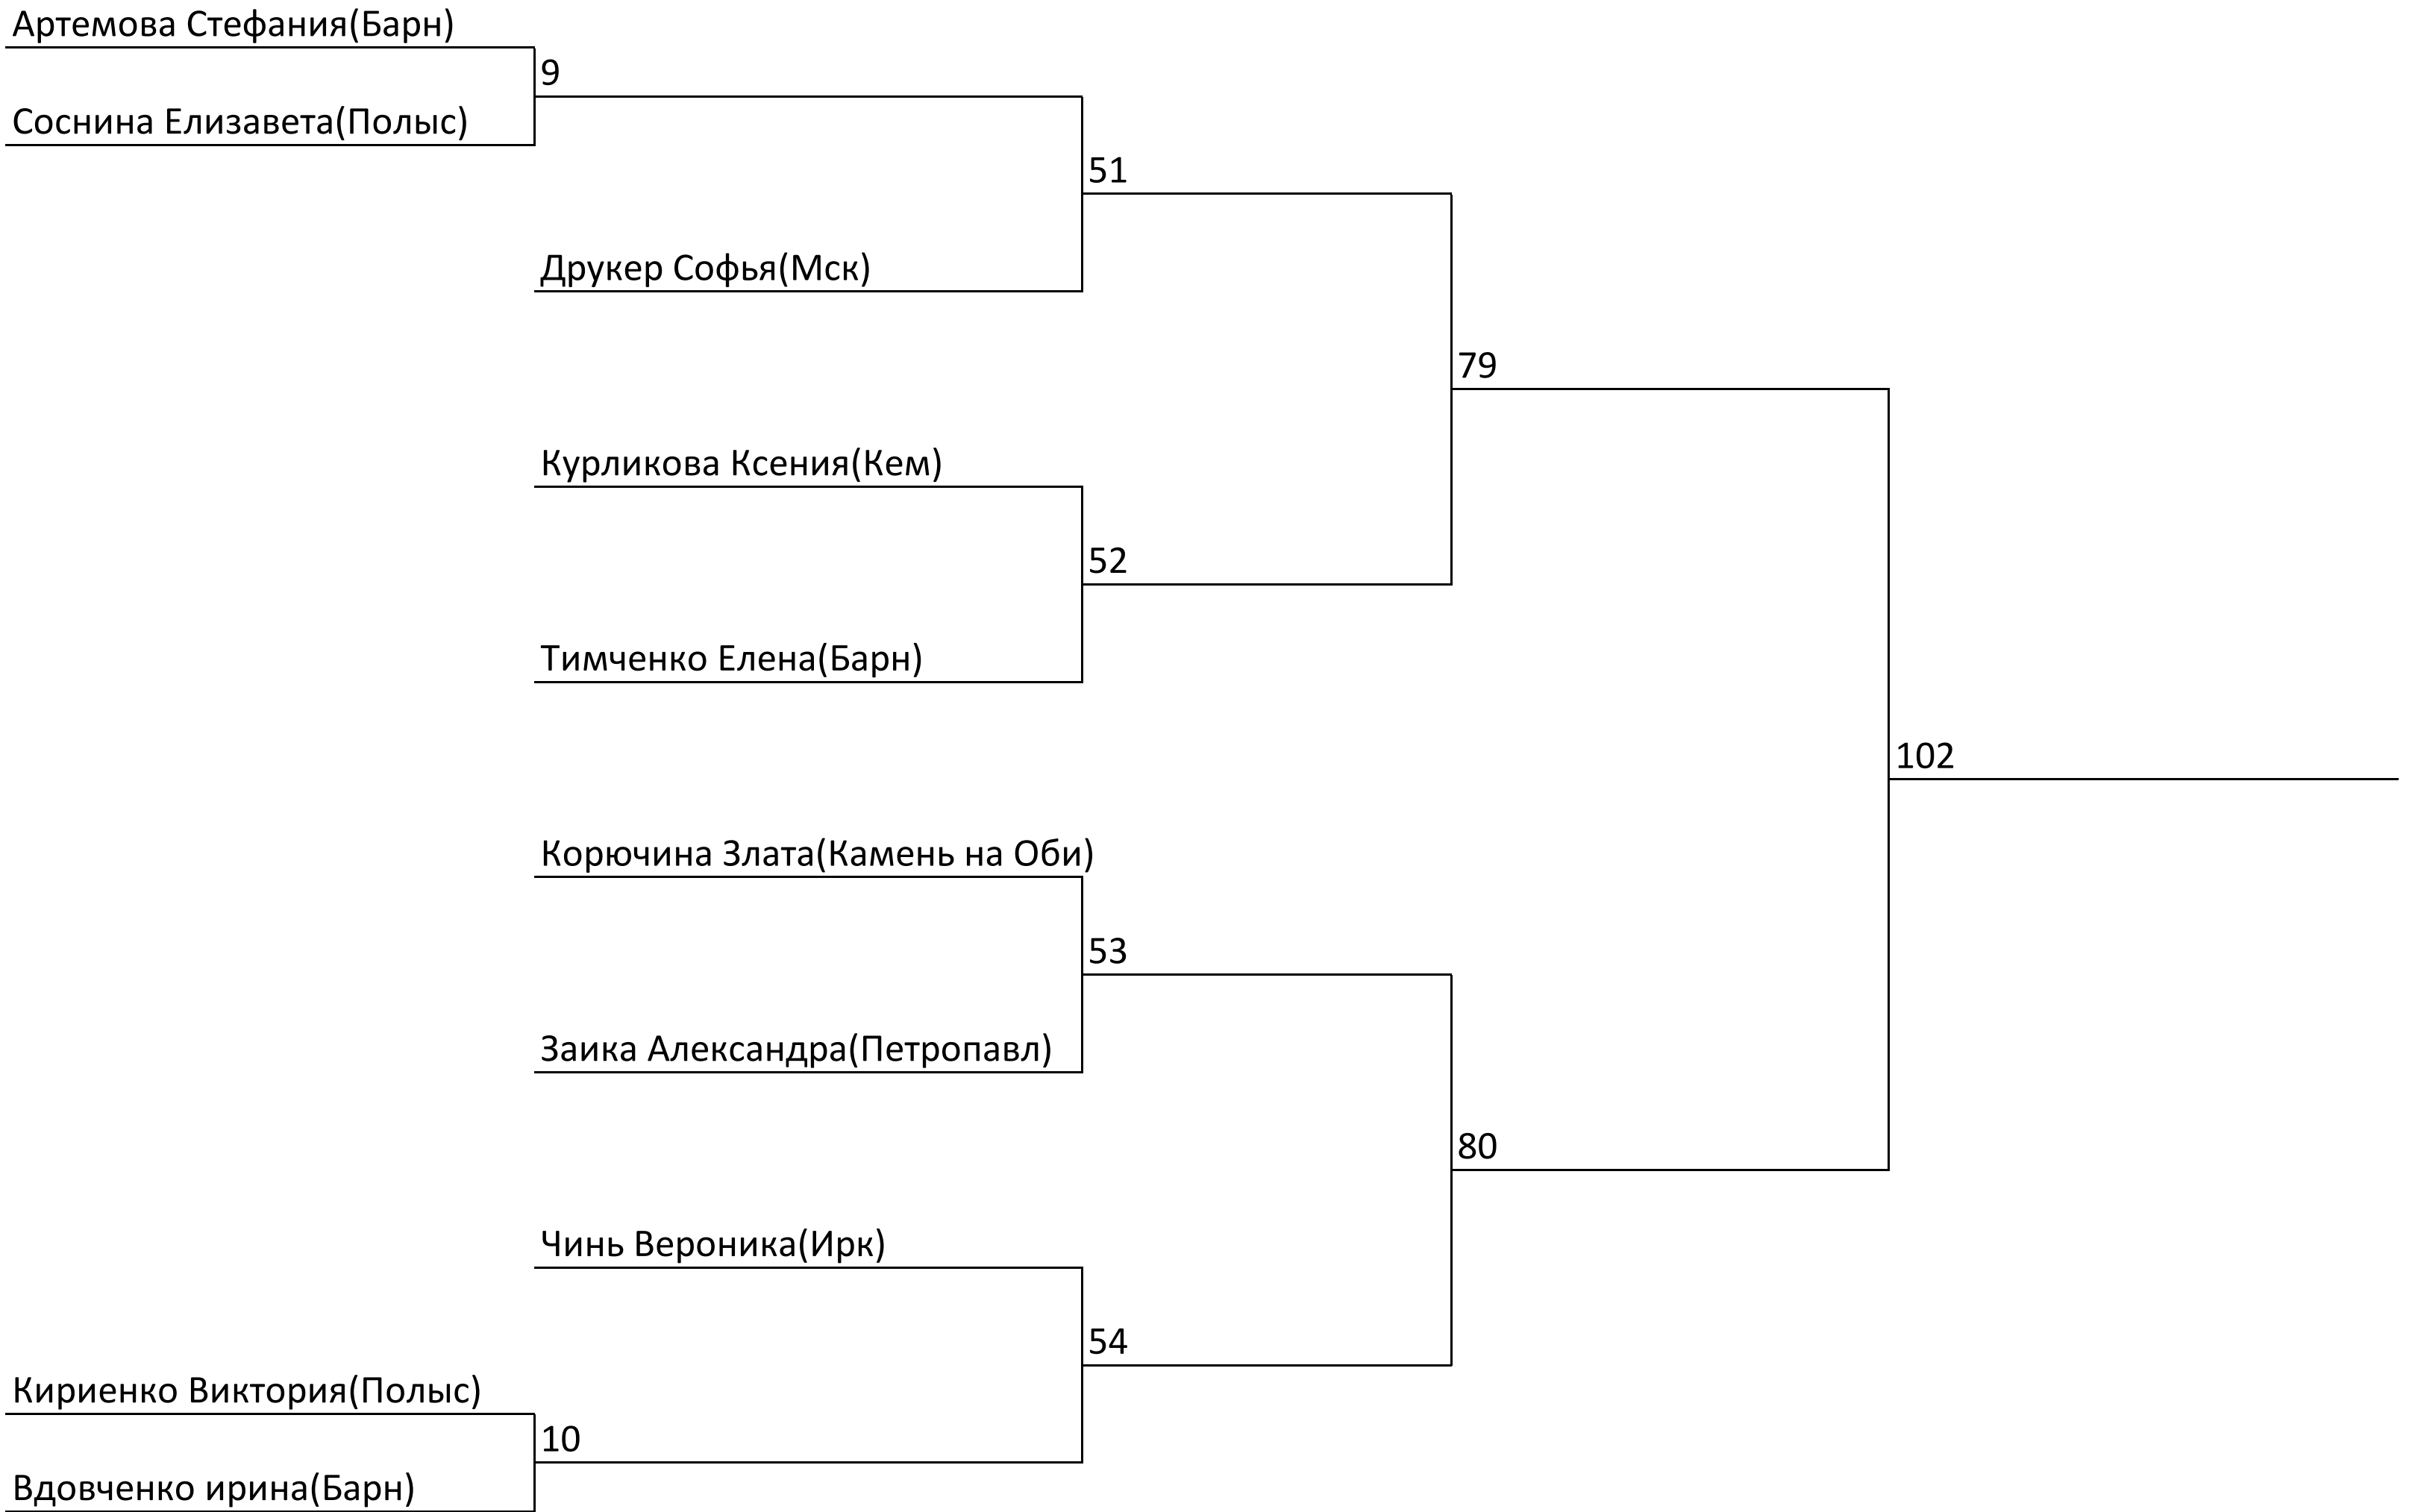 Артемова Стефания(Барн)
9
Соснина Елизавета(Полыс)
51
Друкер Софья(Мск)
79
Курликова Ксения(Кем)
52
Тимченко Елена(Барн)
102
Корючина Злата(Камень на Оби)
53
Заика Александра(Петропавл)
80
Чинь Вероника(Ирк)
54
Кириенко Виктория(Полыс)
10
Вдовченко ирина(Барн)